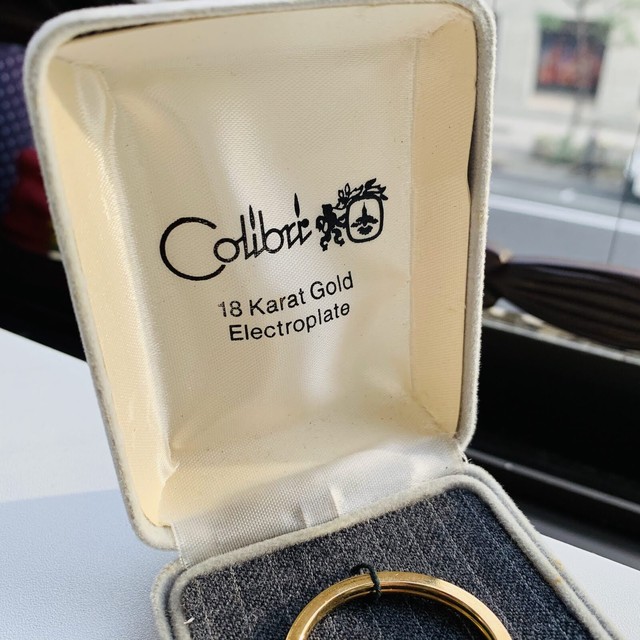 Colibri
18 Karat Gold
Electroplate